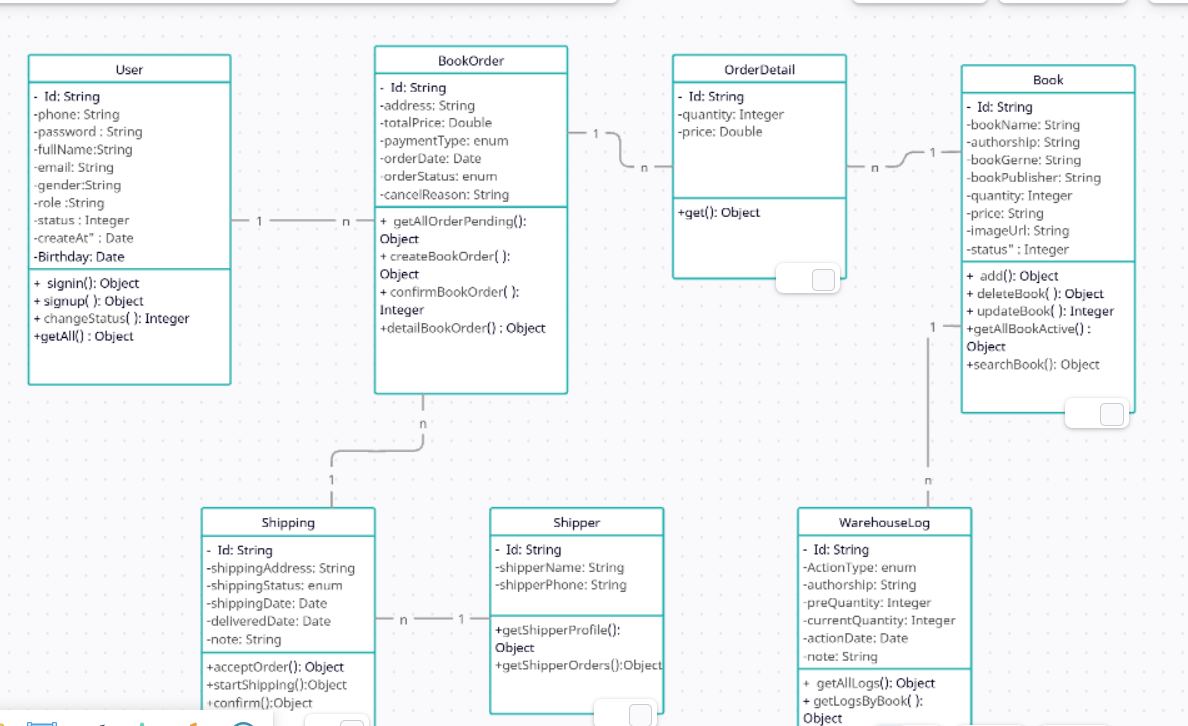 User
- Id: String
-phone: String
-password : String
-fullName:String
-email: String
-gender:String
-role :String
-status : Integer
-createAt" : Date
-Birthday: Date
+ signin(): Object
+ signup( ): Object
+ changeStatus( ): Integer
+getAll() : Object
1
n
BookOrder
- Id: String
-address: String
-totalPrice: Double
-paymentType: enum
-orderDate: Date
-orderStatus: enum
-cancelReason: String
+ getAllOrderPending():
Object
+ createBookOrder( ):
Object
+ confirmBookOrder( ):
Integer
+detailBookOrder() : Object
1
n
OrderDetail
- Id: String
-quantity: Integer
-price: Double
+get(): Object
n
1
Book
- Id: String
-bookName: String
-authorship: String
-bookGerne: String
-bookPublisher: String
-quantity: Integer
-price: String
-imageUrl: String
-status" : Integer
+ add(): Object
+ deleteBook( ): Object
+ updateBook( ): Integer
+getAllBookActive() :
Object
+searchBook(): Object
1
n
n
1
Shipping
- Id: String
-shippingAddress: String
-shippingStatus: enum
-shippingDate: Date
-deliveredDate: Date
-note: String
+acceptOrder(): Object
+startShipping():Object
+confirm():Object
n
1
Shipper
- Id: String
-shipperName: String
-shipperPhone: String
+getShipperProfile():
Object
+getShipperOrders():Object
WarehouseLog
- Id: String
-ActionType: enum
-authorship: String
-preQuantity: Integer
-currentQuantity: Integer
-actionDate: Date
-note: String
+ getAllLogs(): Object
+ getLogsByBook( ):
Object